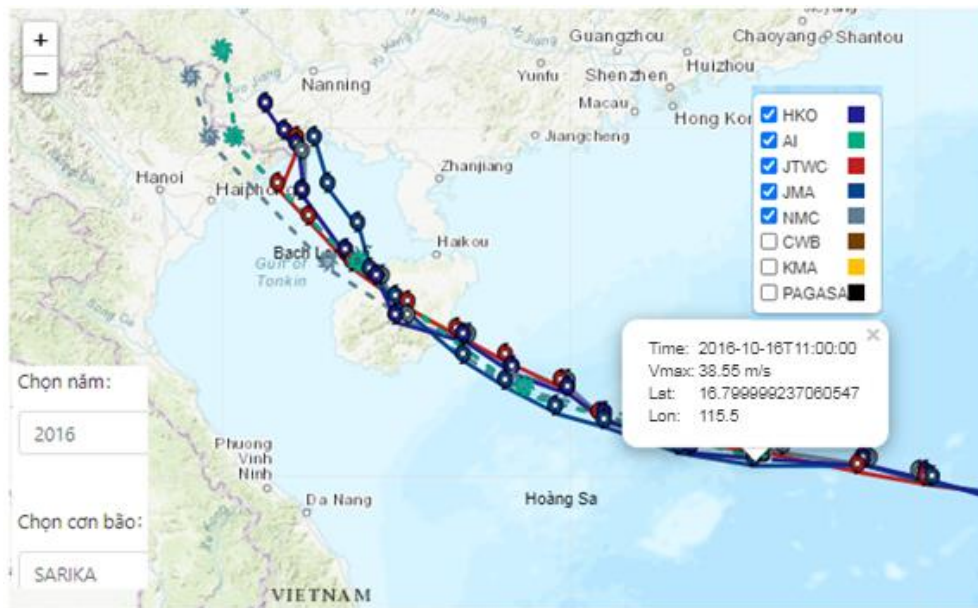 +
−
Guangzhou
Chaoyang
Shantou
Nanning
Yunfu
Shenzhen
Huizhou
Macau
Hong Kon
Jiangcheng
Zhanjiang
Hanoi
Haiphong
Haikou
Bach L
Gulf of
Tonkin
HKO
AI
JTWC
JMA
NMC
CWB
KMA
PAGASA
×
Time: 2016-10-16T11:00:00
Vmax: 38.55 m/s
Lat: 16.799999237060547
Lon: 115.5
Chọn năm:
2016
Phuong
Vinh
Ninh
Da Nang
Hoàng Sa
Chọn cơn bão:
SARIKA
VIETNAM